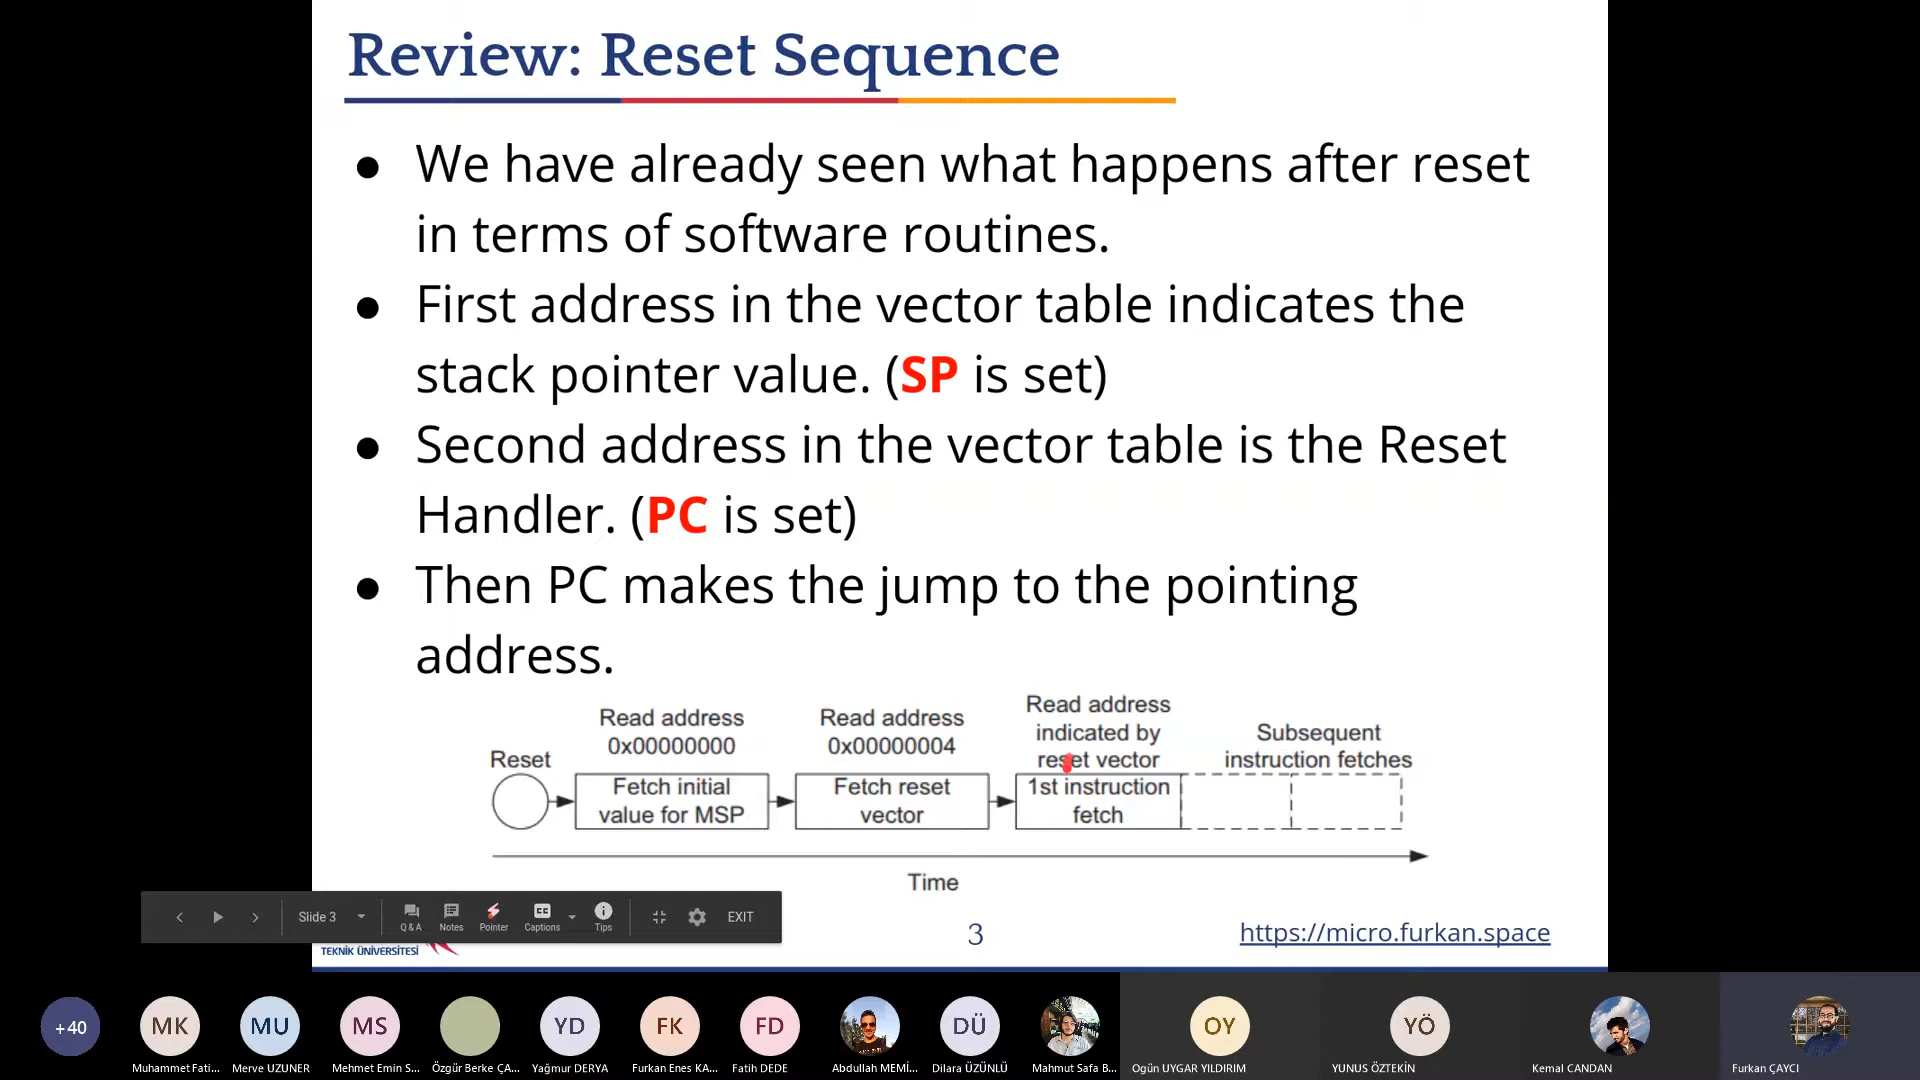 Review: Reset Sequence
● We have already seen what happens after reset
in terms of software routines.
● First address in the vector table indicates the
stack pointer value. (SP is set)
● Second address in the vector table is the Reset
Handler. (PC is set)
● Then PC makes the jump to the pointing
address.
Reset
Read address
0x00000000
Fetch initial
value for MSP
Read address
0x00000004
Fetch reset
vector
Read address
indicated by
reset vector
1st instruction
fetch
Subsequent
instruction fetches
Time
Slide 3
Q & A
Notes
Pointer
CC
Captions
Tips
EXIT
TEKNİK ÜNİVERSİTESİ
3
https://micro.furkan.space
+40
MK
MU
MS
YD
FK
FD
DÜ
OY
YÖ
Muhammet Fati...
Merve UZUNER
Mehmet Emin S...
Özgür Berke ÇA...
Yağmur DERYA
Furkan Enes KA...
Fatih DEDE
Abdullah MEMİ...
Dilara ÜZÜNLÜ
Mahmut Safa B...
Ogün UYGAR YILDIRIM
YUNUS ÖZTEKİN
Kemal CANDAN
Furkan ÇAYCI